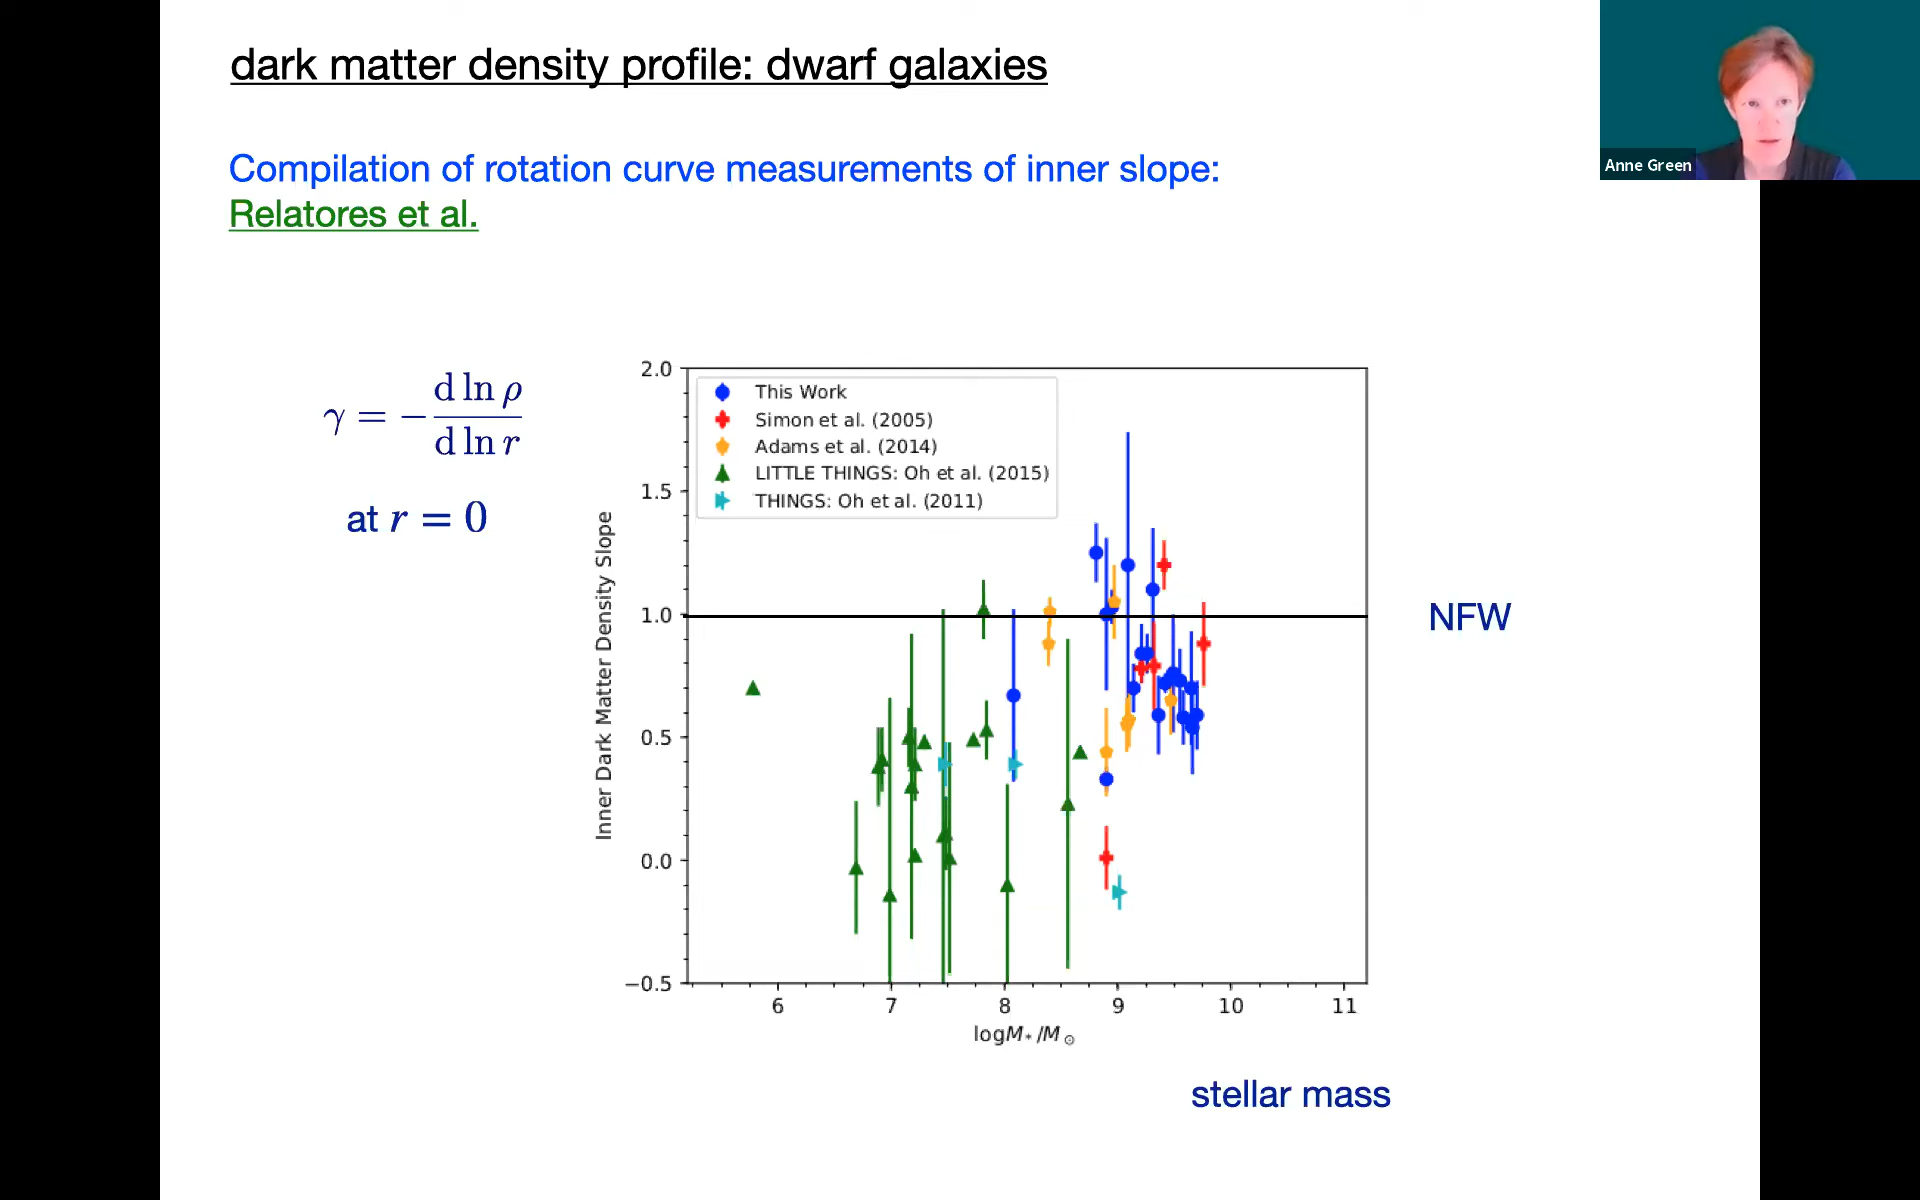 dark matter density profile: dwarf galaxies
Anne Green
Compilation of rotation curve measurements of inner slope:
Relatores et al.
γ = − d ln ρ / d ln r
at r = 0
2.0
1.5
1.0
0.5
0.0
−0.5
Inner Dark Matter Density Slope
This Work
Simon et al. (2005)
Adams et al. (2014)
LITTLE THINGS: Oh et al. (2015)
THINGS: Oh et al. (2011)
NFW
6 7 8 9 10 11
logM*/M⊙
stellar mass